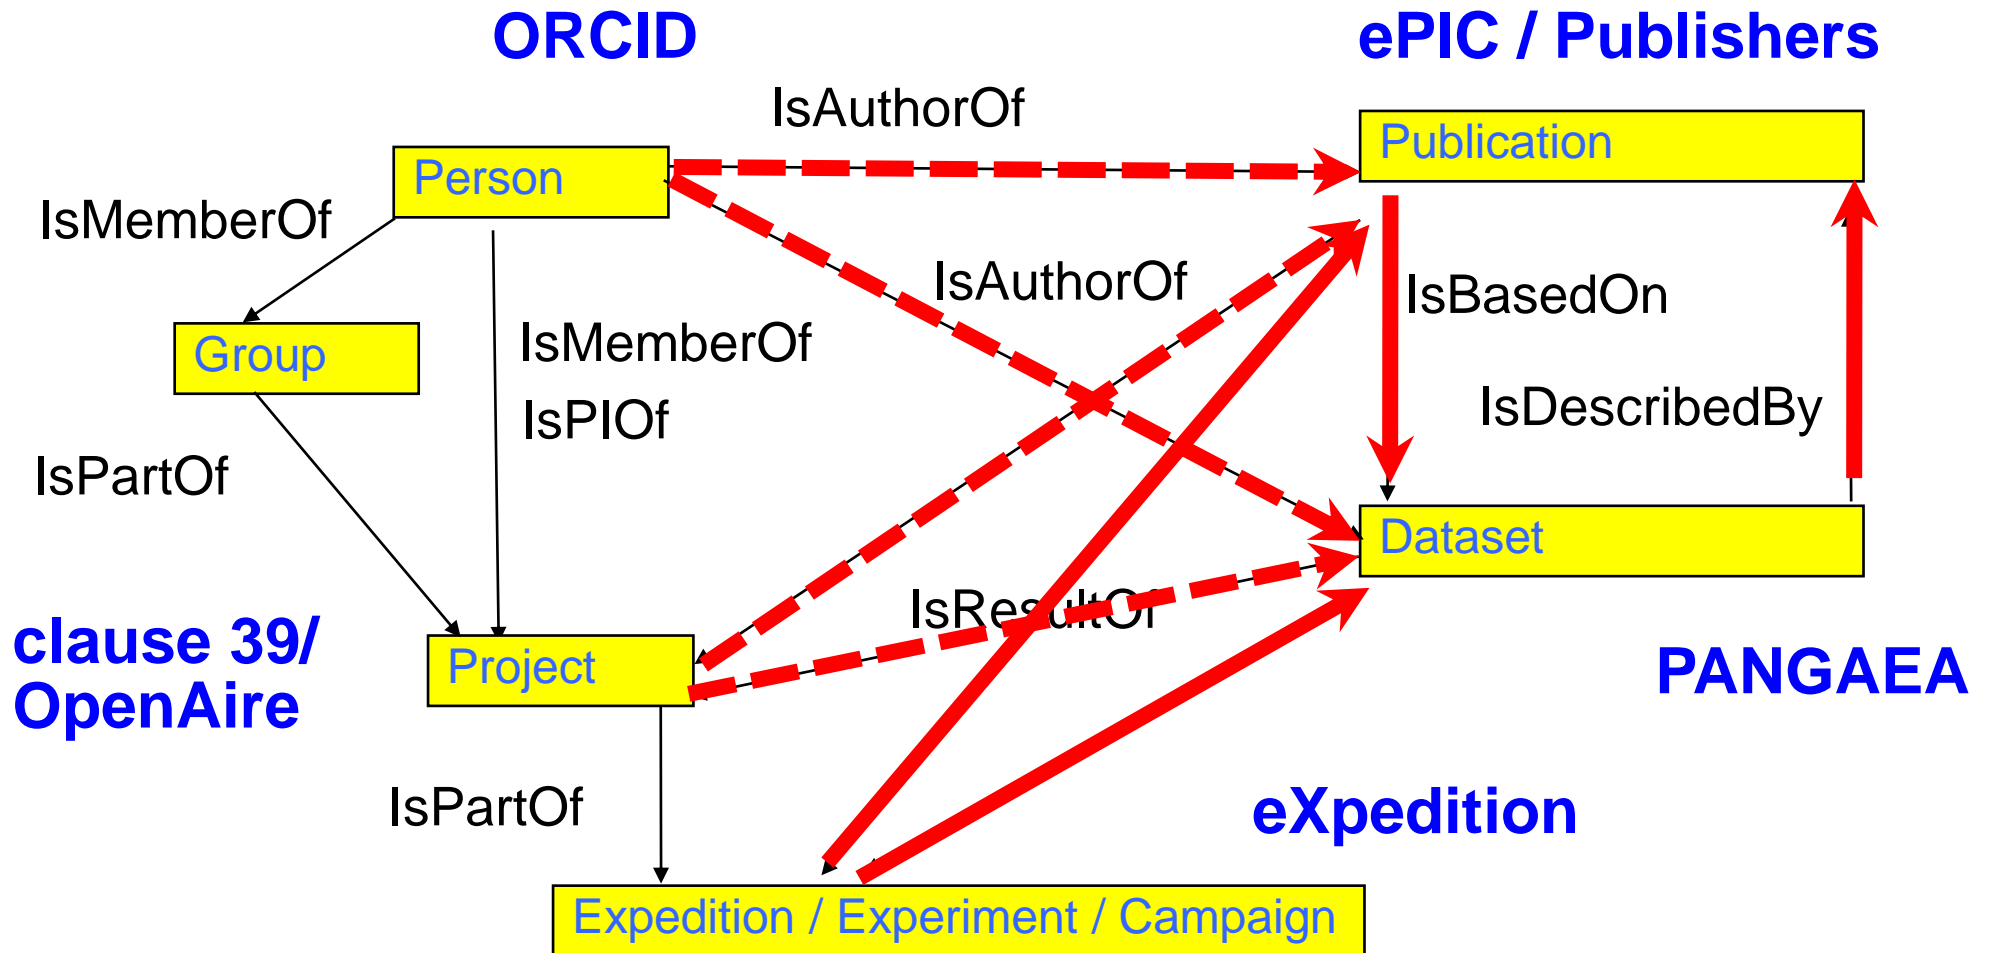 ORCID
ePIC / Publishers
IsAuthorOf
Publication
Person
IsMemberOf
IsAuthorOf
IsBasedOn
Group
IsMemberOf
IsPIOf
IsDescribedBy
IsPartOf
Dataset
IsResultOf
clause 39/
OpenAire
Project
PANGAEA
IsPartOf
eXpedition
Expedition / Experiment / Campaign